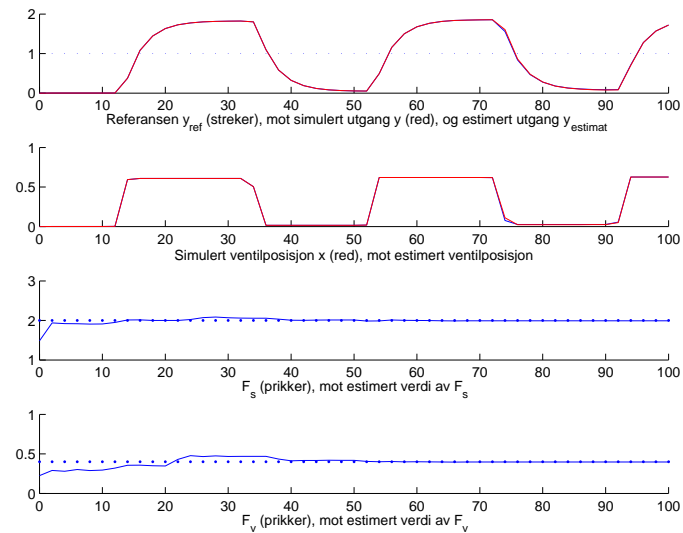 2
1
0
0 10 20 30 40 50 60 70 80 90 100
Referansen y_ref (streker), mot simulert utgang y (red), og estimert utgang y_estimat
1
0.5
0
0 10 20 30 40 50 60 70 80 90 100
Simulert ventilposisjon x (red), mot estimert ventilposisjon
3
2
1
0 10 20 30 40 50 60 70 80 90 100
F_s (prikker), mot estimert verdi av F_s
1
0.5
0
0 10 20 30 40 50 60 70 80 90 100
F_v (prikker), mot estimert verdi av F_v